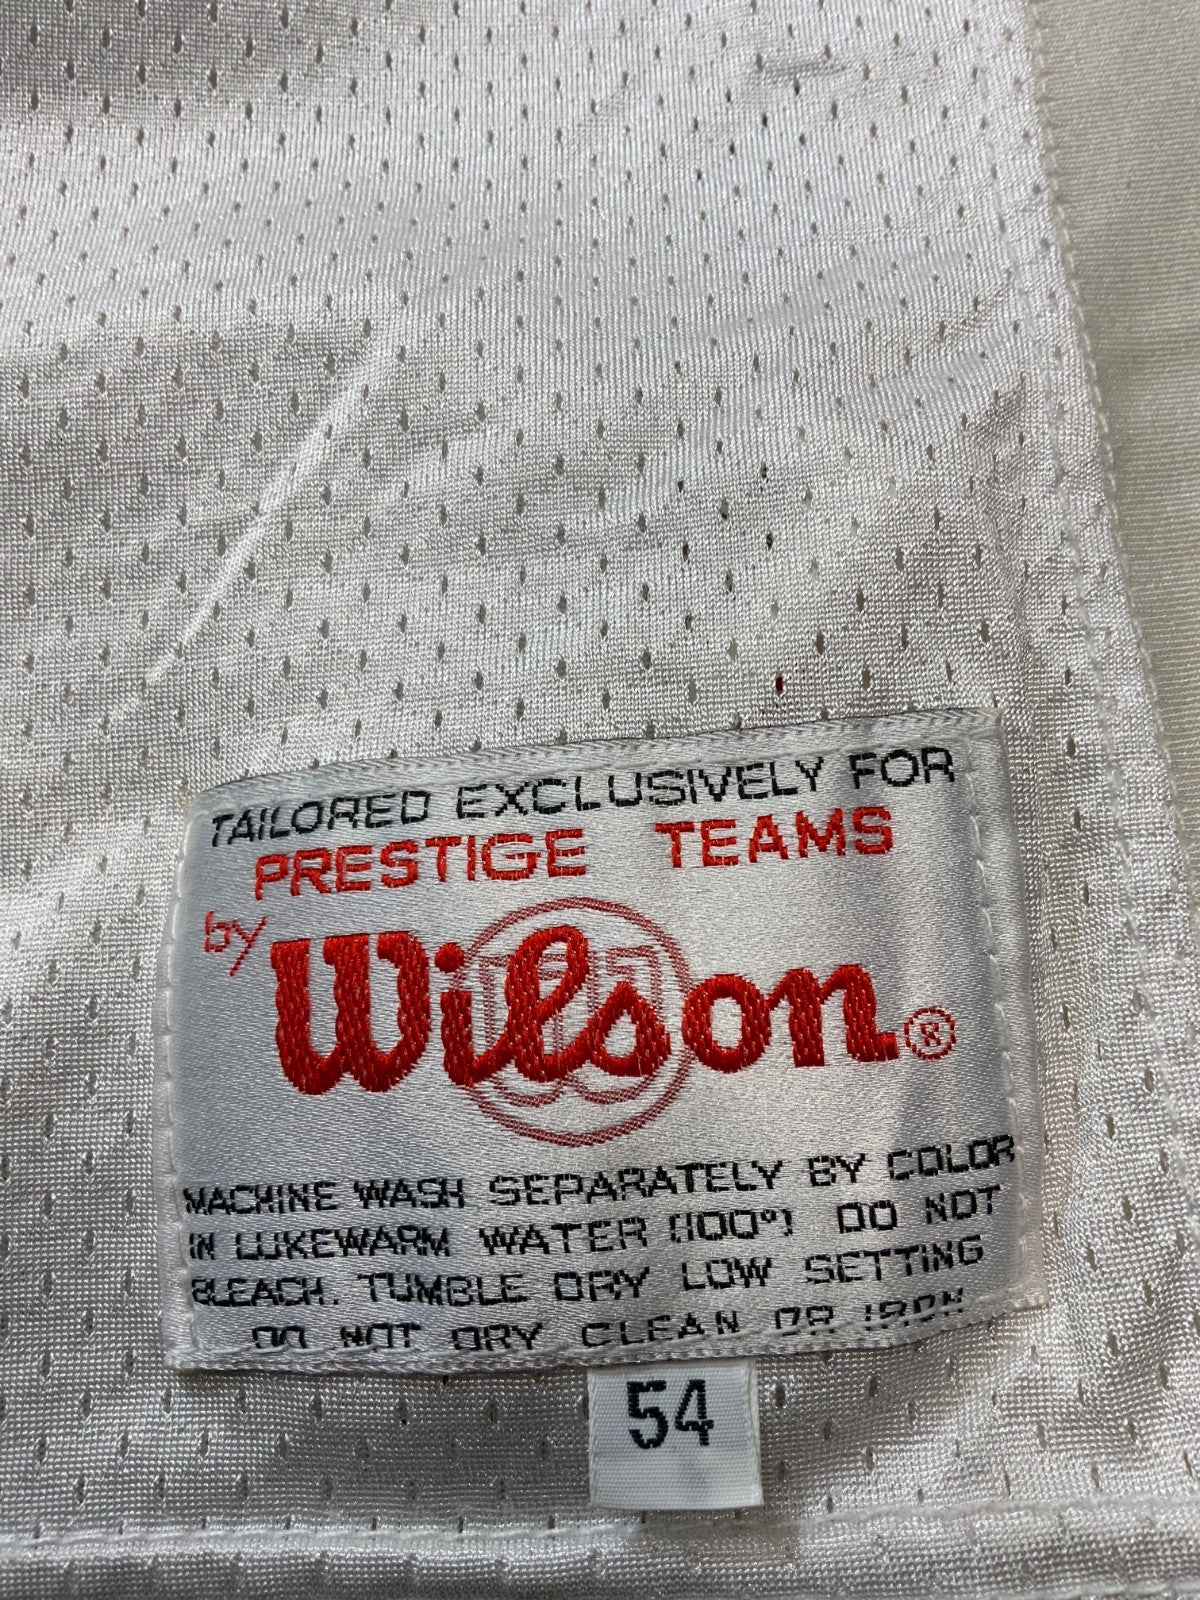 TAILORED EXCLUSIVELY FOR
PRESTIGE TEAMS
by Wilson®
MACHINE WASH SEPARATELY BY COLOR
IN LUKEWARM WATER (100°) DO NOT
BLEACH. TUMBLE DRY LOW SETTING
DO NOT DRY CLEAN OR IRON
54